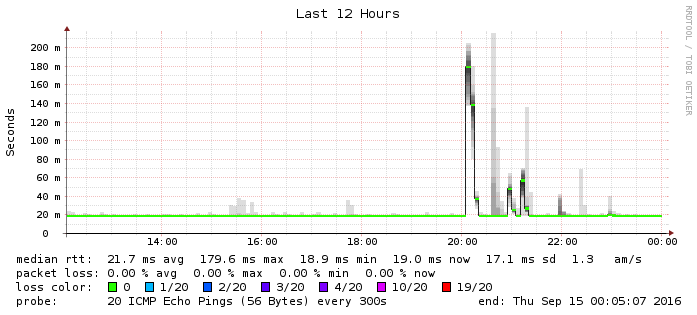 Last 12 Hours
RRDTOOL / TOBI OETIKER
Seconds
200 m
180 m
160 m
140 m
120 m
100 m
80 m
60 m
40 m
20 m
0
14:00 16:00 18:00 20:00 22:00 00:00
median rtt: 21.7 ms avg 179.6 ms max 18.9 ms min 19.0 ms now 17.1 ms sd 1.3 am/s
packet loss: 0.00 % avg 0.00 % max 0.00 % min 0.00 % now
loss color: 0 1/20 2/20 3/20 4/20 10/20 19/20
probe: 20 ICMP Echo Pings (56 Bytes) every 300s end: Thu Sep 15 00:05:07 2016